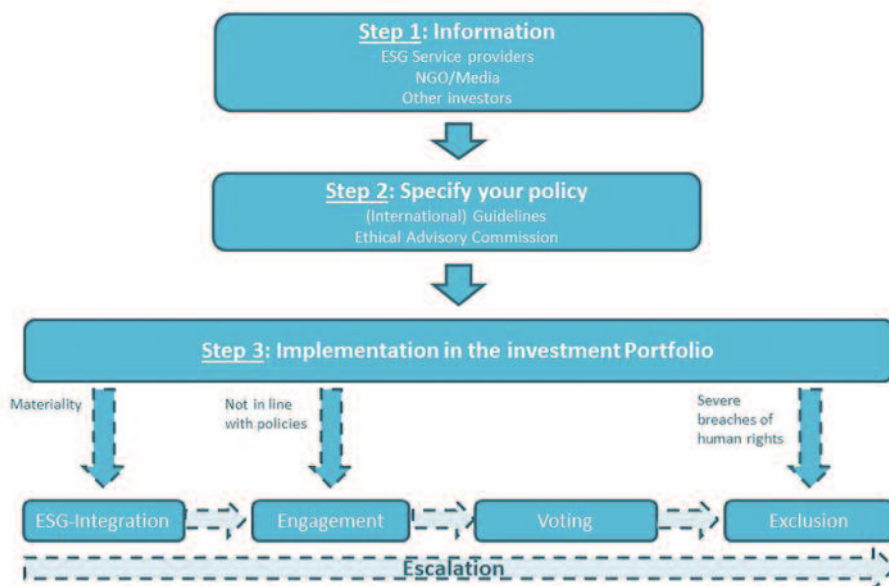 Step 1: Information
ESG Service providers
NGO/Media
Other investors
Step 2: Specify your policy
(International) Guidelines
Ethical Advisory Commission
Step 3: Implementation in the investment Portfolio
Materiality
Not in line
with policies
Severe
breaches of
human rights
ESG-Integration
Engagement
Voting
Exclusion
Escalation